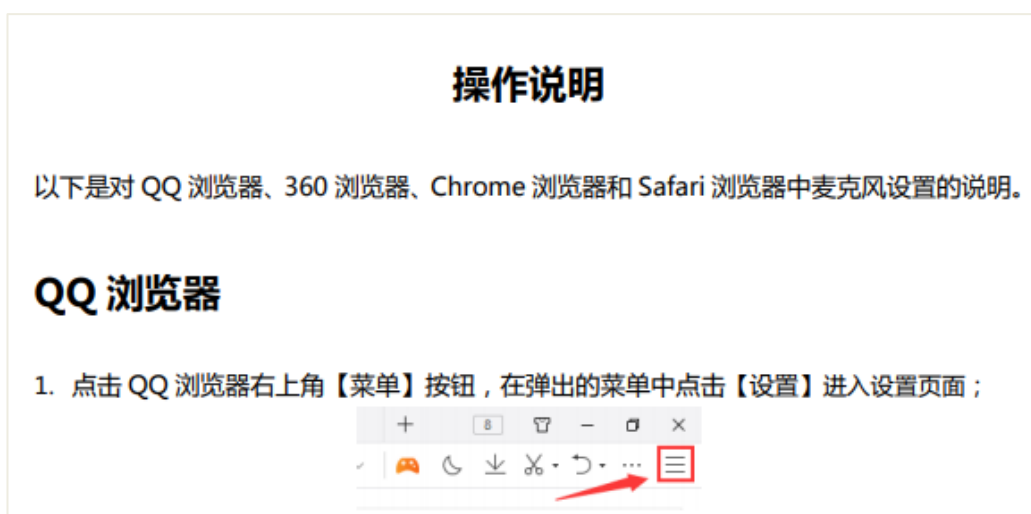 操作说明
以下是对 QQ 浏览器、360 浏览器、Chrome 浏览器和 Safari 浏览器中麦克风设置的说明。
QQ 浏览器
1. 点击 QQ 浏览器右上角【菜单】按钮，在弹出的菜单中点击【设置】进入设置页面；
8